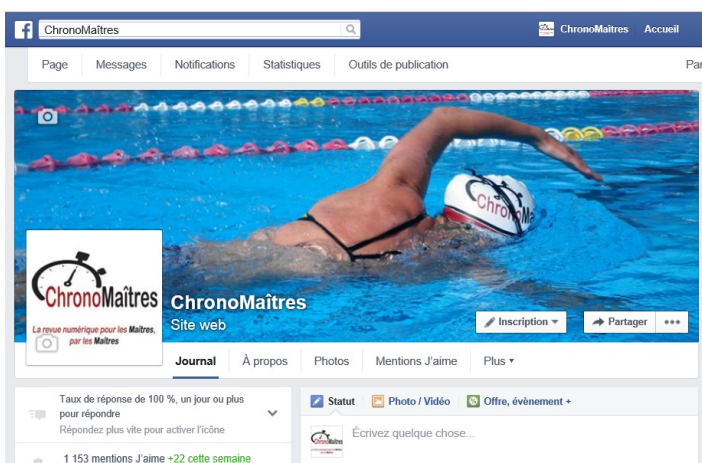 ChronoMaîtres
ChronoMaîtres Accueil
Page Messages Notifications Statistiques Outils de publication Par
ChronoMa
ChronoMaîtres
La revue numérique pour les Maîtres,
par les Maîtres
ChronoMaîtres
Site web
Inscription Partager
Journal À propos Photos Mentions J'aime Plus
Taux de réponse de 100 %, un jour ou plus
pour répondre
Répondez plus vite pour activer l'icône
1 153 mentions J'aime +22 cette semaine
Statut Photo / Vidéo Offre, évènement +
ChronoMaîtres
Écrivez quelque chose...